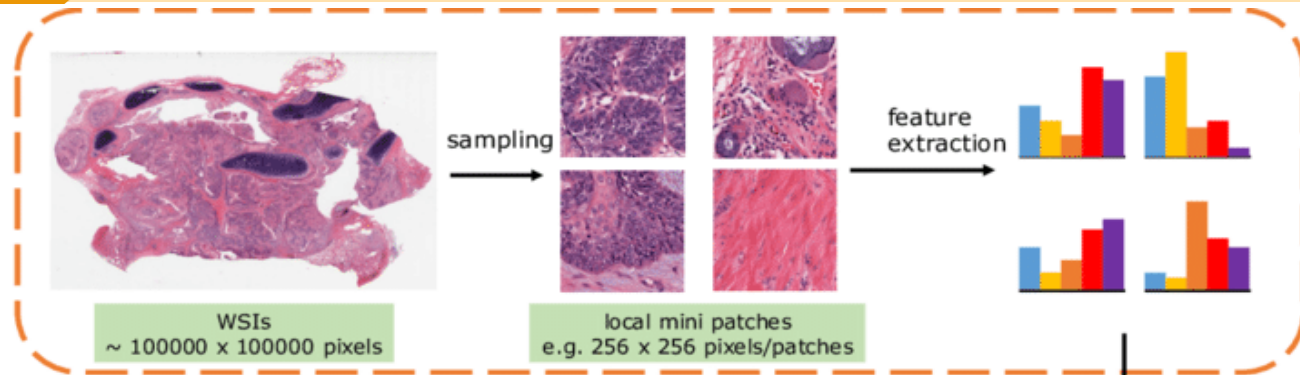 sampling
feature
extraction
WSIs
~ 100000 x 100000 pixels
local mini patches
e.g. 256 x 256 pixels/patches